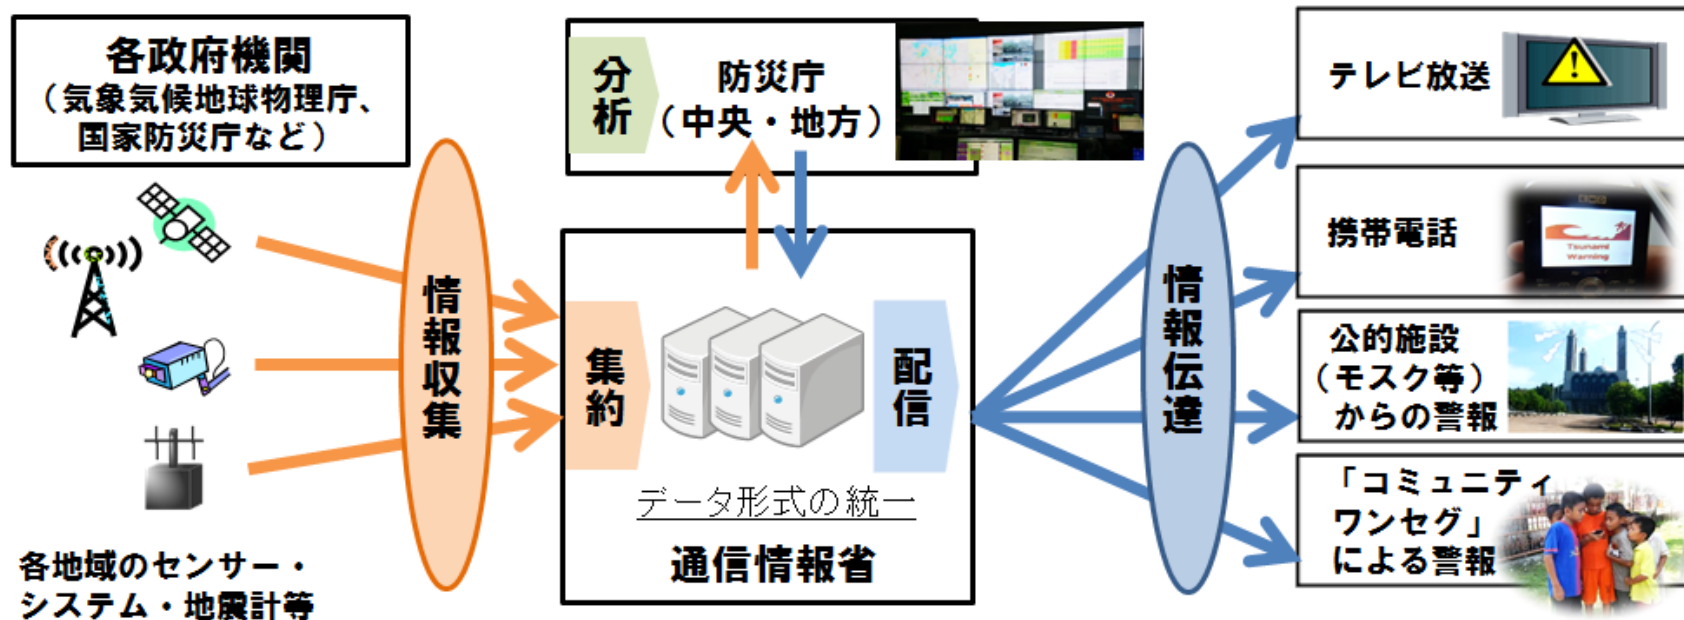 各政府機関
（気象気候地球物理庁、
国家防災庁など）
各地域のセンサー・
システム・地震計等
情報収集
分析
防災庁
（中央・地方）
集約
配信
データ形式の統一
通信情報省
情報伝達
テレビ放送
携帯電話
Tsunami
Warning
公的施設
（モスク等）
からの警報
「コミュニティ
ワンセグ」
による警報